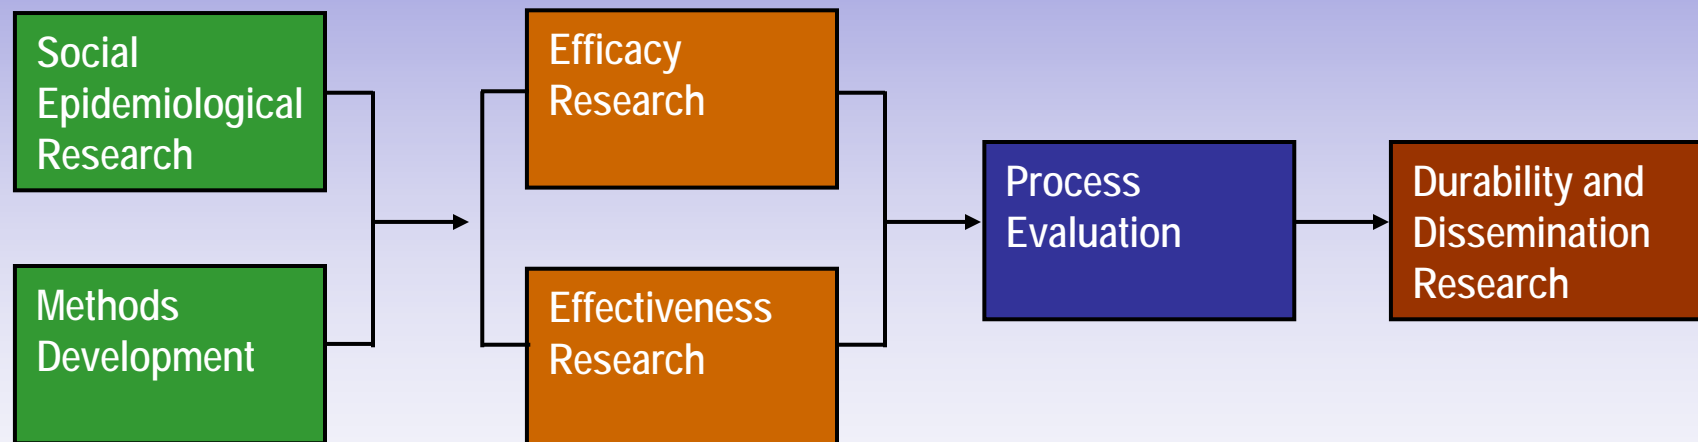 Social
Epidemiological
Research
Methods
Development
Efficacy
Research
Effectiveness
Research
Process
Evaluation
Durability and
Dissemination
Research